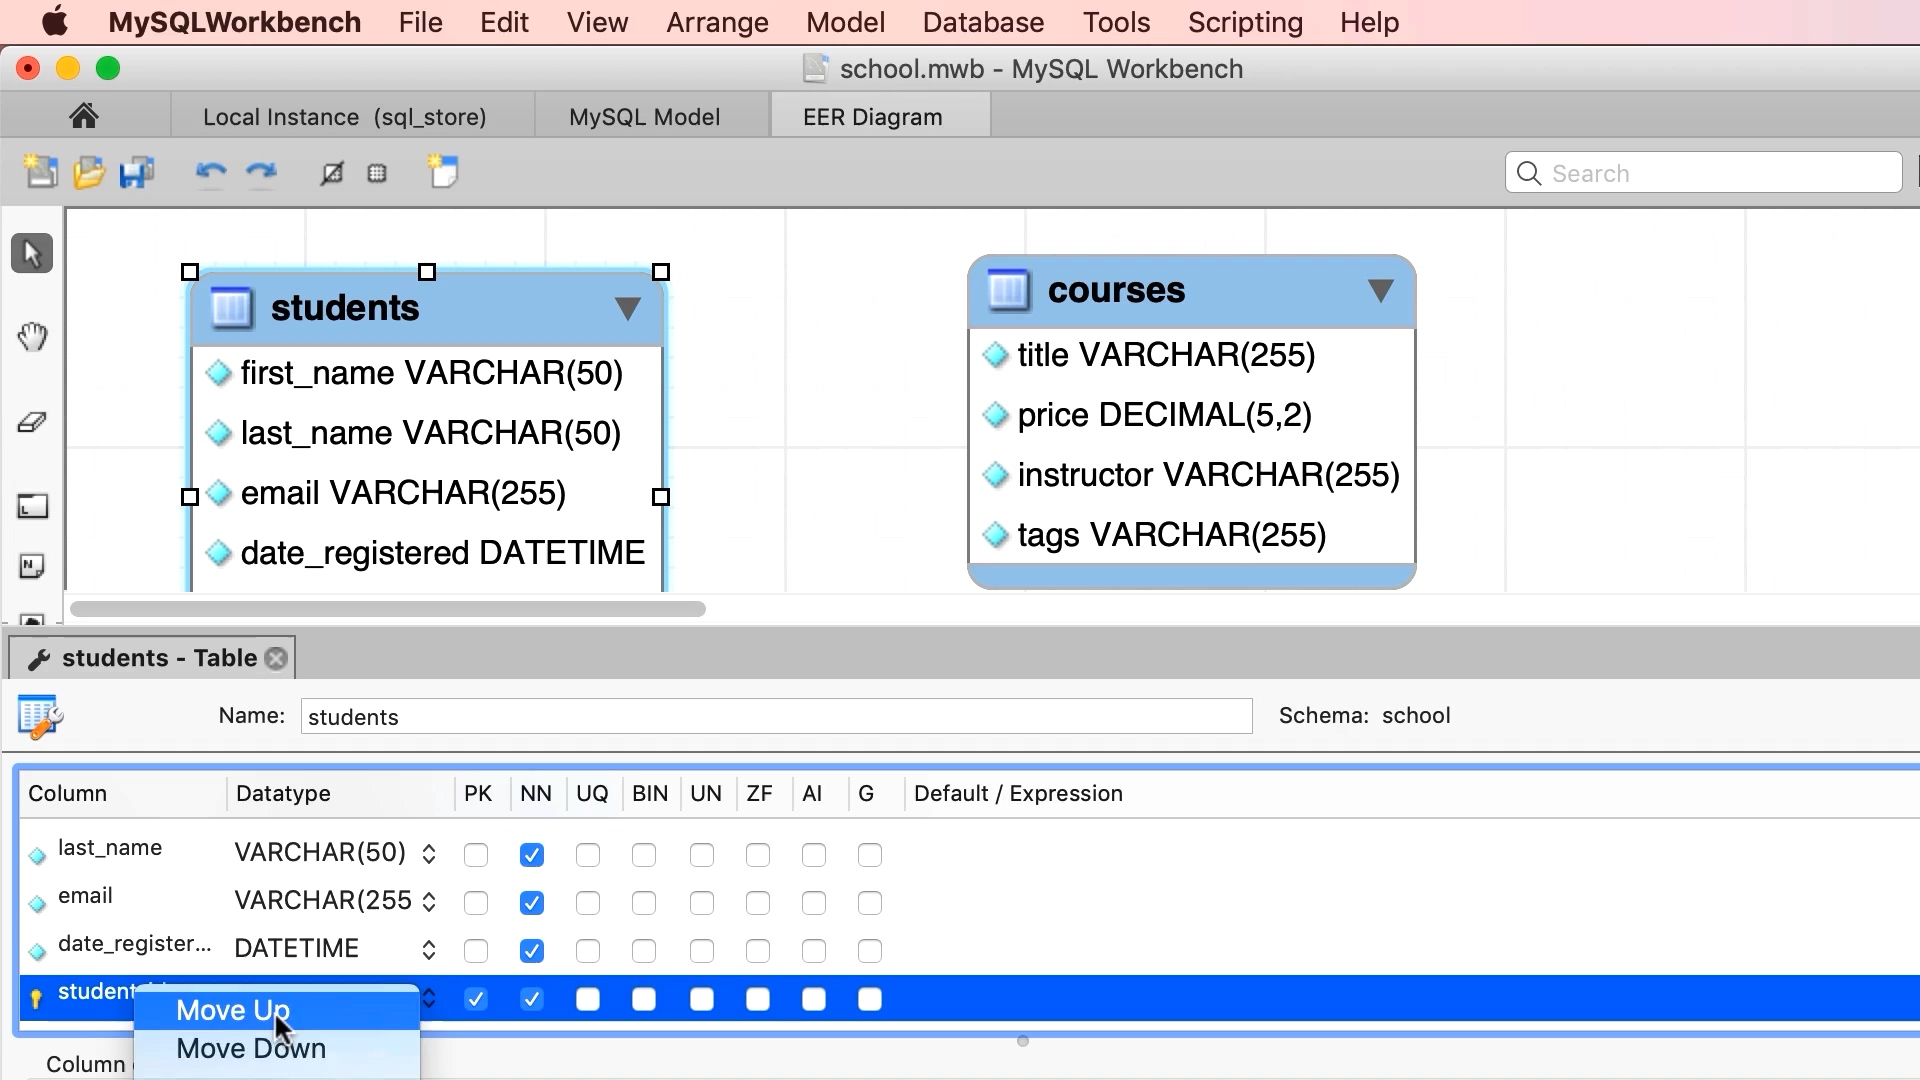 MySQLWorkbench File Edit View Arrange Model Database Tools Scripting Help
school.mwb - MySQL Workbench
Local Instance (sql_store) MySQL Model EER Diagram
Search
students
first_name VARCHAR(50)
last_name VARCHAR(50)
email VARCHAR(255)
date_registered DATETIME
courses
title VARCHAR(255)
price DECIMAL(5,2)
instructor VARCHAR(255)
tags VARCHAR(255)
students - Table
Name: students Schema: school
Column Datatype PK NN UQ BIN UN ZF AI G Default / Expression
last_name VARCHAR(50)
email VARCHAR(255
date_register... DATETIME
student
Move Up
Move Down
Column